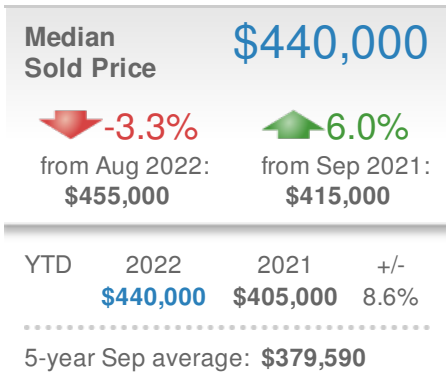 Median $440,000
Sold Price
-3.3% 6.0%
from Aug 2022: from Sep 2021:
$455,000 $415,000
YTD 2022 2021 +/-
$440,000 $405,000 8.6%
5-year Sep average: $379,590